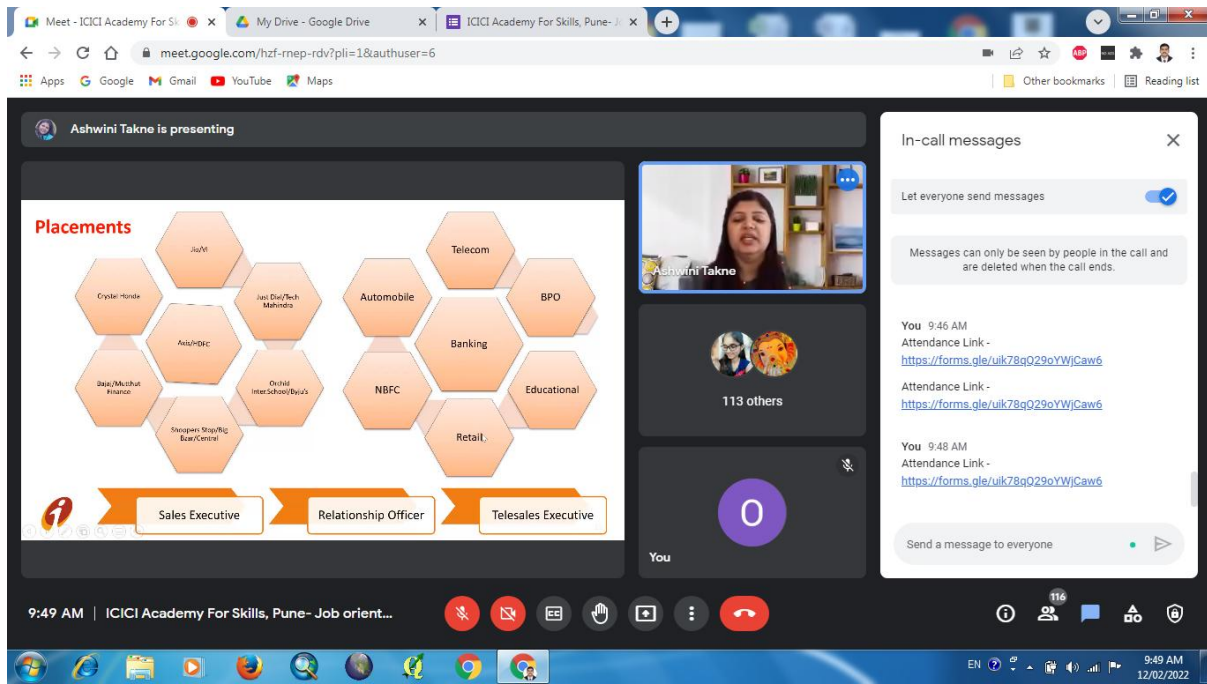 Meet - ICICI Academy For Sk
My Drive - Google Drive
ICICI Academy For Skills, Pune- J
meet.google.com/hzf-rnep-rdv?pli=1&authuser=6
ABP
Apps
Google
Gmail
YouTube
Maps
Other bookmarks
Reading list
Ashwini Takne is presenting
Placements
Jio/VI
Crystal Honda
Just Dial/Tech
Mahindra
Axis/HDFC
Bajaj/Mutthut
Finance
Orchid
Inter.School/Byju's
Shoppers Stop/Big
Bzar/Central
Telecom
Automobile
BPO
Banking
NBFC
Educational
Retail
Sales Executive
Relationship Officer
Telesales Executive
Ashwini Takne
113 others
O
You
In-call messages
Let everyone send messages
Messages can only be seen by people in the call and
are deleted when the call ends.
You 9:46 AM
Attendance Link -
https://forms.gle/uik78qQ29oYWjCaw6
Attendance Link -
https://forms.gle/uik78qQ29oYWjCaw6
You 9:48 AM
Attendance Link -
https://forms.gle/uik78qQ29oYWjCaw6
Send a message to everyone
9:49 AM | ICICI Academy For Skills, Pune- Job orient...
116
EN
9:49 AM
12/02/2022